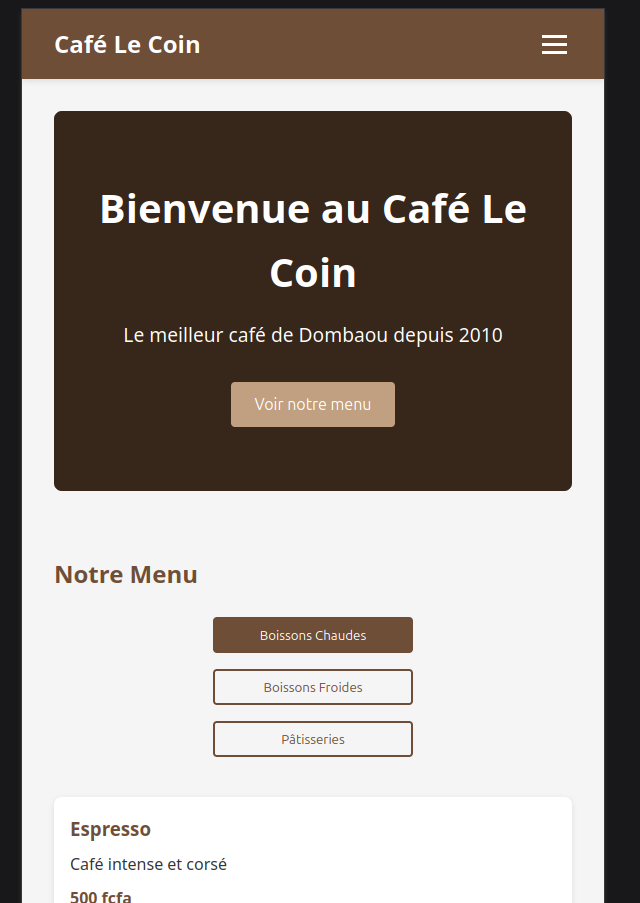 Café Le Coin
Bienvenue au Café Le
Coin
Le meilleur café de Dombaou depuis 2010
Voir notre menu
Notre Menu
Boissons Chaudes
Boissons Froides
Pâtisseries
Espresso
Café intense et corsé
500 fcfa